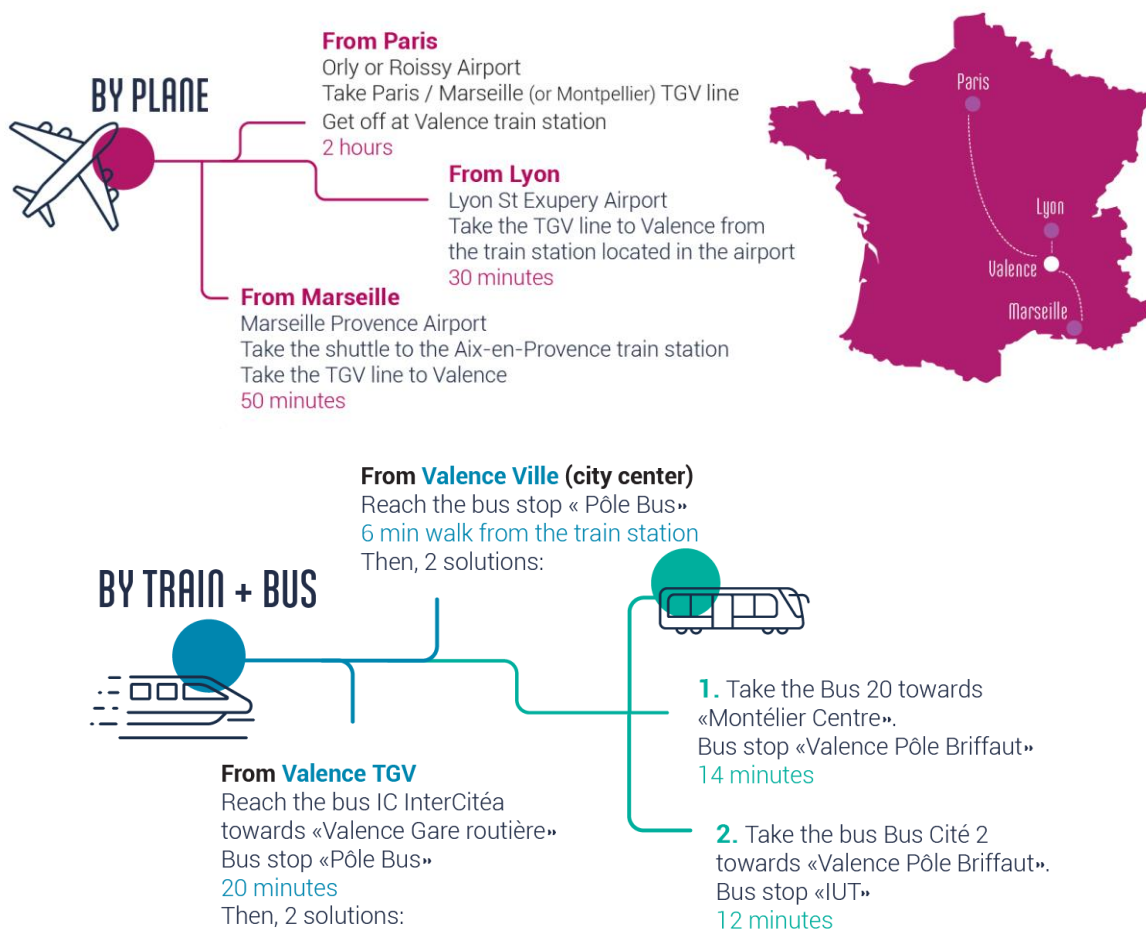 BY PLANE
From Paris
Orly or Roissy Airport
Take Paris / Marseille (or Montpellier) TGV line
Get off at Valence train station
2 hours
From Lyon
Lyon St Exupery Airport
Take the TGV line to Valence from
the train station located in the airport
30 minutes
From Marseille
Marseille Provence Airport
Take the shuttle to the Aix-en-Provence train station
Take the TGV line to Valence
50 minutes
Paris
Lyon
Valence
Marseille
BY TRAIN + BUS
From Valence Ville (city center)
Reach the bus stop « Pôle Bus»
6 min walk from the train station
Then, 2 solutions:
From Valence TGV
Reach the bus IC InterCitéa
towards «Valence Gare routière»
Bus stop «Pôle Bus»
20 minutes
Then, 2 solutions:
1. Take the Bus 20 towards
«Montélier Centre».
Bus stop «Valence Pôle Briffaut»
14 minutes
2. Take the bus Bus Cité 2
towards «Valence Pôle Briffaut».
Bus stop «IUT»
12 minutes